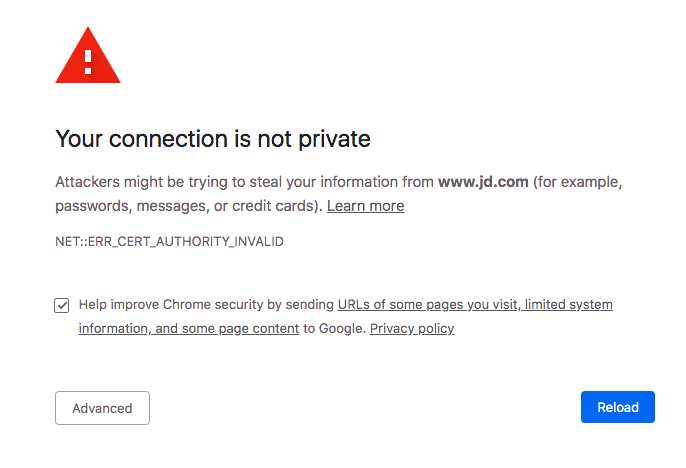 Your connection is not private
Attackers might be trying to steal your information from www.jd.com (for example,
passwords, messages, or credit cards). Learn more
NET::ERR_CERT_AUTHORITY_INVALID
Help improve Chrome security by sending URLs of some pages you visit, limited system
information, and some page content to Google. Privacy policy
Advanced
Reload